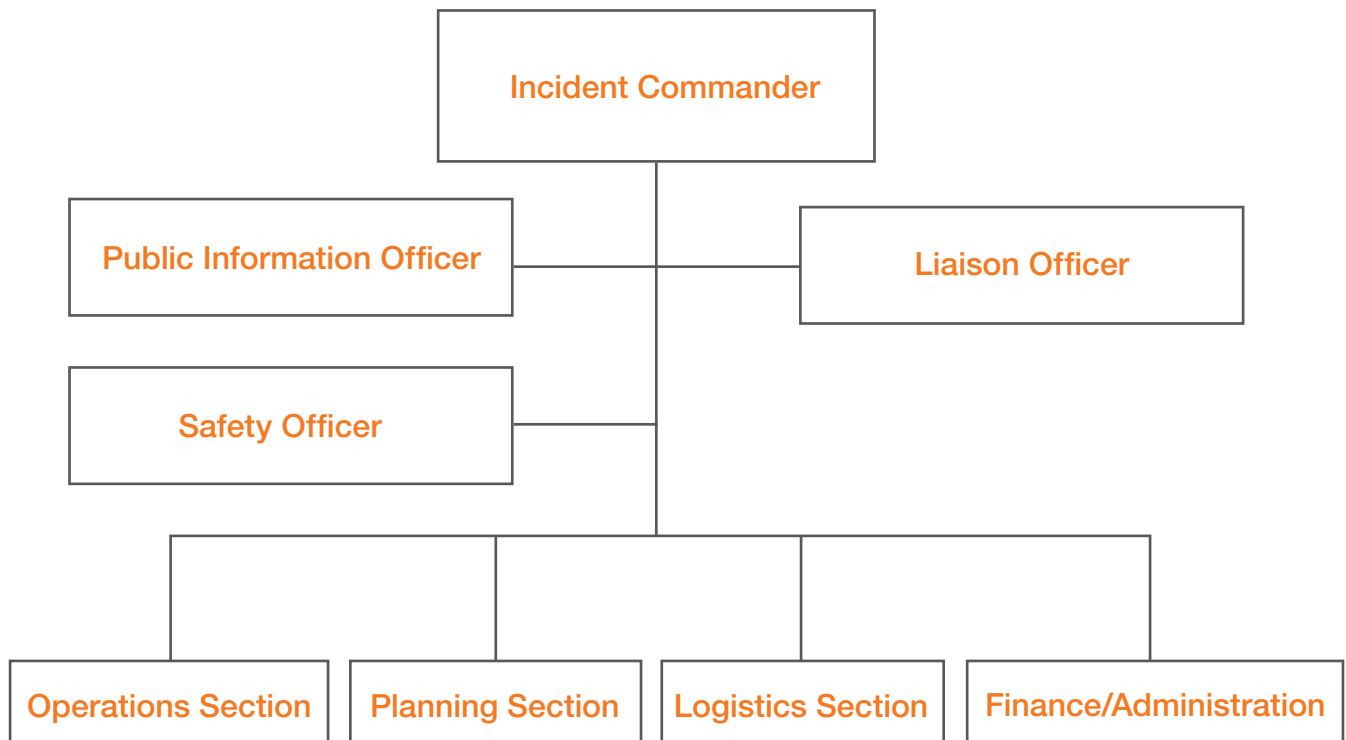 Incident Commander
Public Information Officer
Liaison Officer
Safety Officer
Operations Section
Planning Section
Logistics Section
Finance/Administration